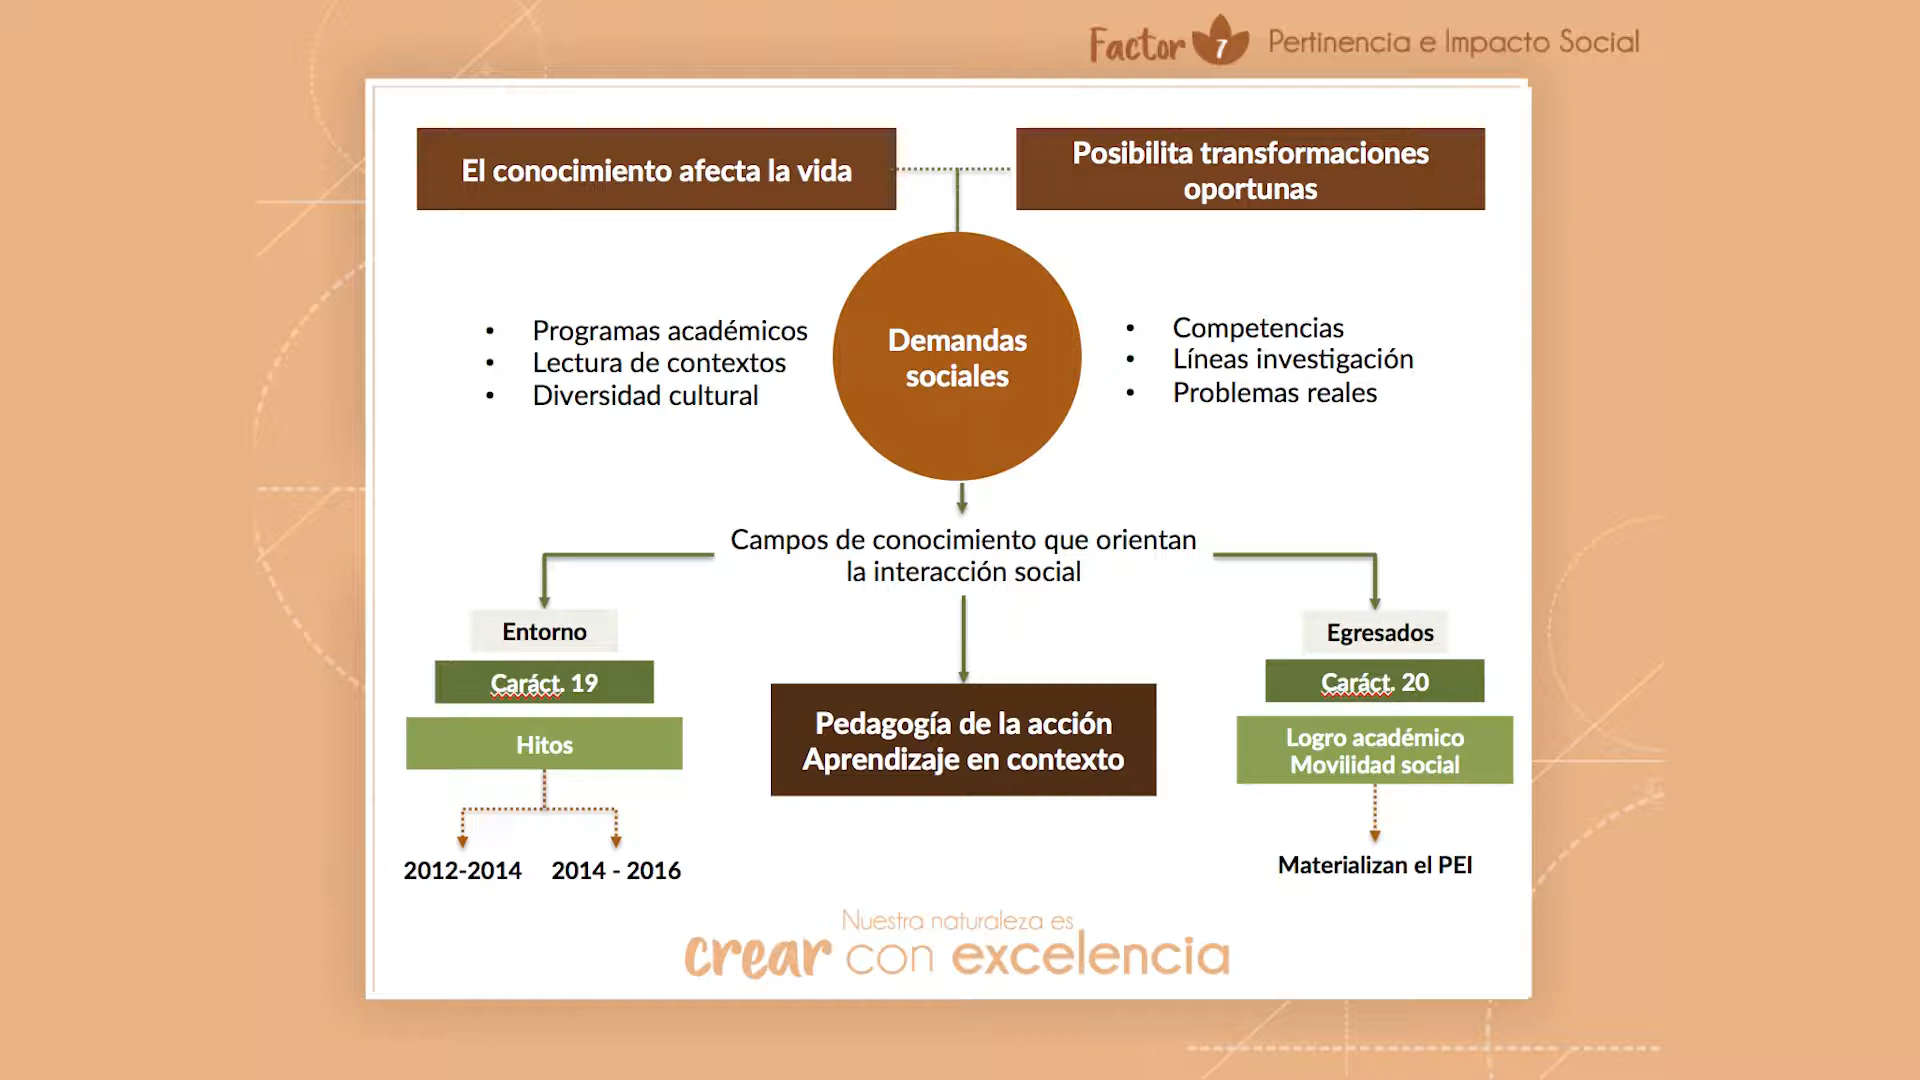 Factor 7 Pertinencia e Impacto Social
El conocimiento afecta la vida
Posibilita transformaciones
oportunas
• Programas académicos
• Lectura de contextos
• Diversidad cultural
Demandas
sociales
• Competencias
• Líneas investigación
• Problemas reales
Campos de conocimiento que orientan
la interacción social
Entorno
Caráct. 19
Hitos
2012-2014
2014 - 2016
Pedagogía de la acción
Aprendizaje en contexto
Egresados
Caráct. 20
Logro académico
Movilidad social
Materializan el PEI
Nuestra naturaleza es
crear con excelencia